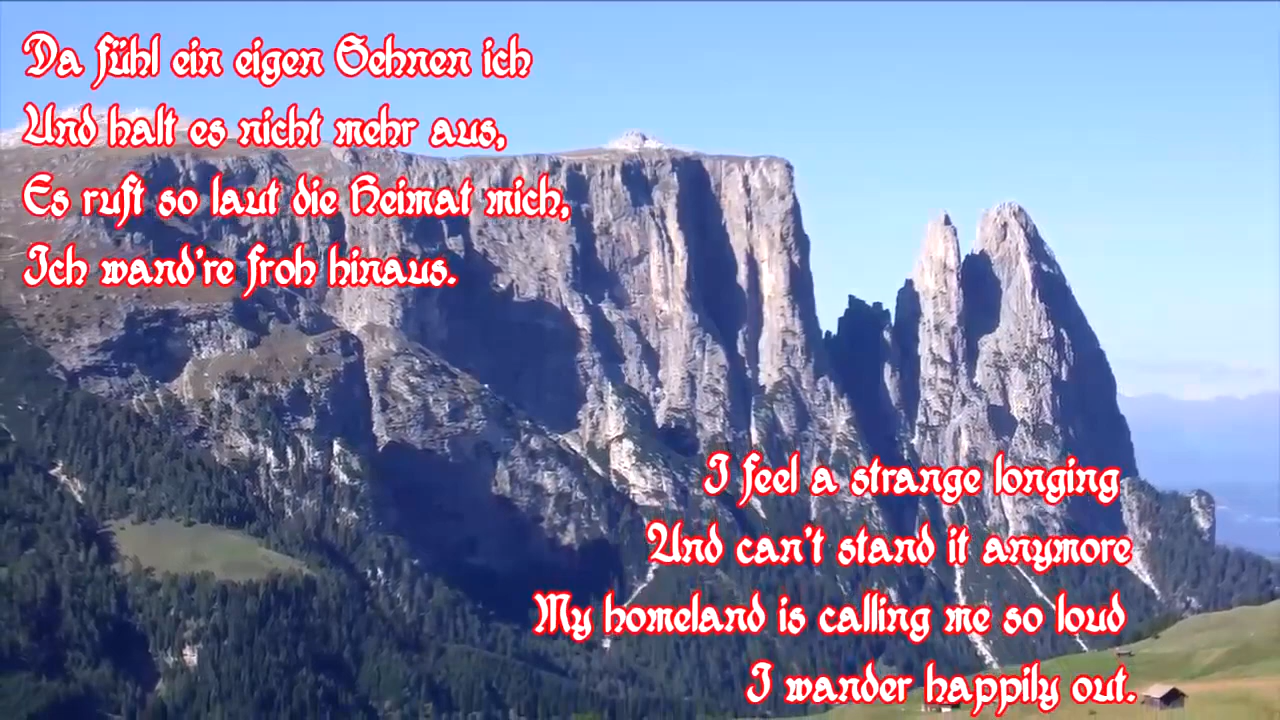 Da fühl ein eigen Sehnen ich
Und halt es nicht mehr aus,
Es ruft so laut die Heimat mich,
Ich wand're froh hinaus.
I feel a strange longing
And can't stand it anymore
My homeland is calling me so loud
I wander happily out.